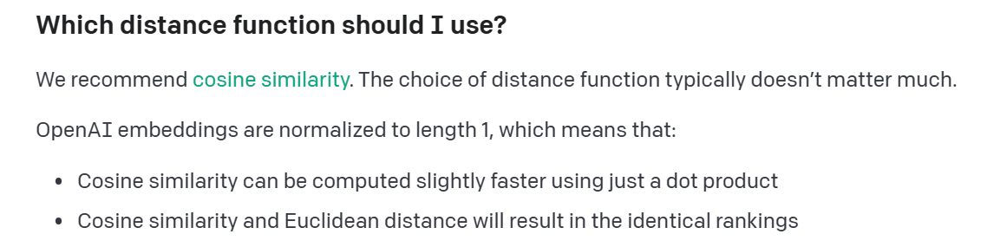 Which distance function should I use?
We recommend cosine similarity. The choice of distance function typically doesn’t matter much.
OpenAI embeddings are normalized to length 1, which means that:
• Cosine similarity can be computed slightly faster using just a dot product
• Cosine similarity and Euclidean distance will result in the identical rankings